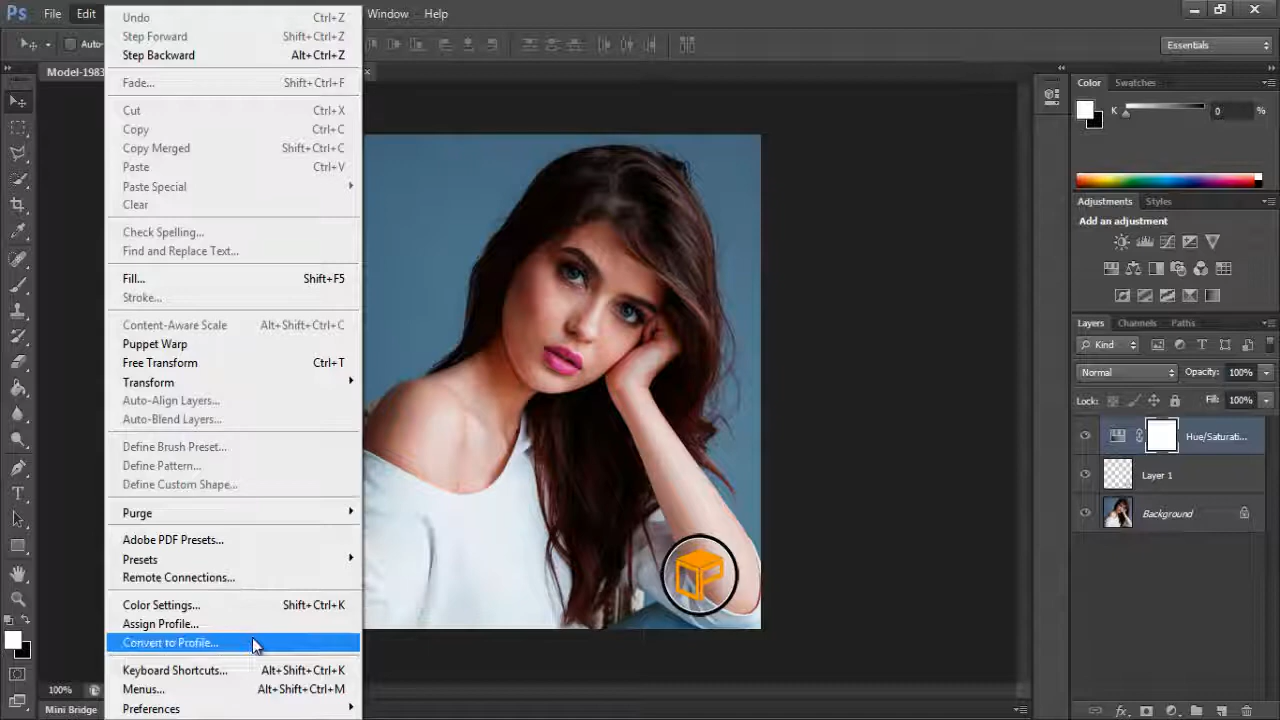 Ps File Edit Window Help
Auto-
Essentials
Model-1983
Undo Ctrl+Z
Step Forward Shift+Ctrl+Z
Step Backward Alt+Ctrl+Z
Fade... Shift+Ctrl+F
Cut Ctrl+X
Copy Ctrl+C
Copy Merged Shift+Ctrl+C
Paste Ctrl+V
Paste Special
Clear
Check Spelling...
Find and Replace Text...
Fill... Shift+F5
Stroke...
Content-Aware Scale Alt+Shift+Ctrl+C
Puppet Warp
Free Transform Ctrl+T
Transform
Auto-Align Layers...
Auto-Blend Layers...
Define Brush Preset...
Define Pattern...
Define Custom Shape...
Purge
Adobe PDF Presets...
Presets
Remote Connections...
Color Settings... Shift+Ctrl+K
Assign Profile...
Convert to Profile...
Keyboard Shortcuts... Alt+Shift+Ctrl+K
Menus... Alt+Shift+Ctrl+M
Preferences
Color Swatches
K 0 %
Adjustments Styles
Add an adjustment
Layers Channels Paths
Kind
Normal Opacity: 100%
Lock: Fill: 100%
Hue/Saturati...
Layer 1
Background
100%
Mini Bridge